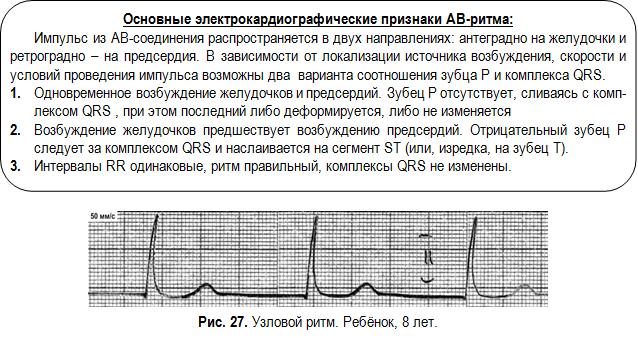 Основные электрокардиографические признаки АВ-ритма:
Импульс из АВ-соединения распространяется в двух направлениях: антеградно на желудочки и
ретроградно – на предсердия. В зависимости от локализации источника возбуждения, скорости и
условий проведения импульса возможны два варианта соотношения зубца Р и комплекса QRS.
1. Одновременное возбуждение желудочков и предсердий. Зубец Р отсутствует, сливаясь с комп-
лексом QRS , при этом последний либо деформируется, либо не изменяется
2. Возбуждение желудочков предшествует возбуждению предсердий. Отрицательный зубец Р
следует за комплексом QRS и наслаивается на сегмент ST (или, изредка, на зубец Т).
3. Интервалы RR одинаковые, ритм правильный, комплексы QRS не изменены.
50 мм/с
Рис. 27. Узловой ритм. Ребёнок, 8 лет.